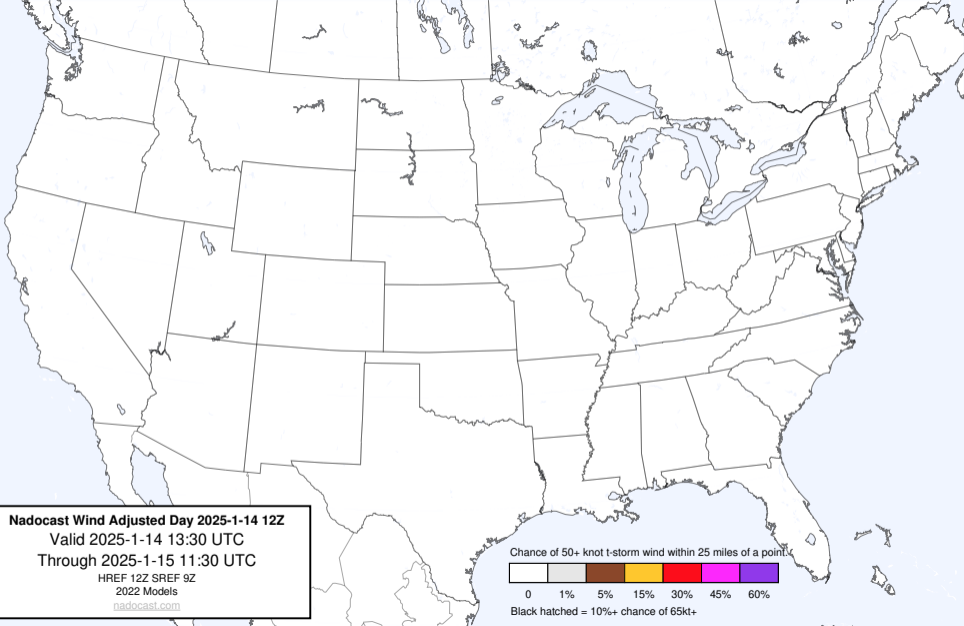 Nadocast Wind Adjusted Day 2025-1-14 12Z
Valid 2025-1-14 13:30 UTC
Through 2025-1-15 11:30 UTC
HREF 12Z SREF 9Z
2022 Models
nadocast.com
Chance of 50+ knot t-storm wind within 25 miles of a point.
0 1% 5% 15% 30% 45% 60%
Black hatched = 10%+ chance of 65kt+